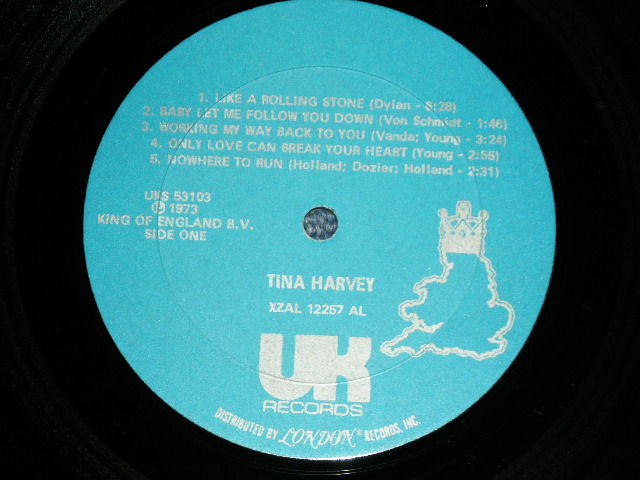 1. LIKE A ROLLING STONE (Dylan - 8:28)
2. BABY LET ME FOLLOW YOU DOWN (Von Schmidt - 1:46)
3. WORKING MY WAY BACK TO YOU (Vanda; Young - 3:24)
4. ONLY LOVE CAN BREAK YOUR HEART (Young - 2:55)
5. NOWHERE TO RUN (Holland; Dozier; Holland - 2:31)
UKS 53103
℗ 1973
KING OF ENGLAND B.V.
SIDE ONE
TINA HARVEY
XZAL 12257 AL
UK
RECORDS
DISTRIBUTED BY LONDON® RECORDS, INC.